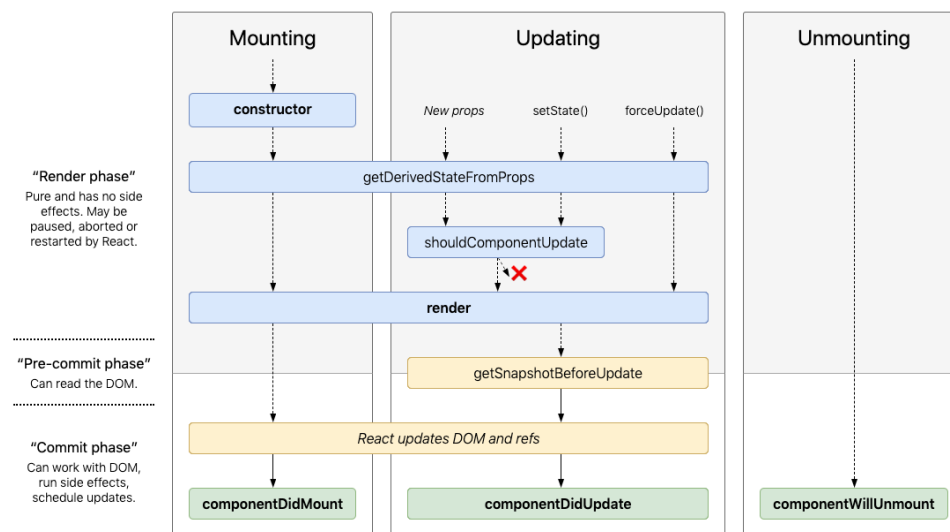 Mounting
Updating
Unmounting
constructor
New props
setState()
forceUpdate()
“Render phase”
Pure and has no side
effects. May be
paused, aborted or
restarted by React.
getDerivedStateFromProps
shouldComponentUpdate
render
“Pre-commit phase”
Can read the DOM.
getSnapshotBeforeUpdate
“Commit phase”
Can work with DOM,
run side effects,
schedule updates.
React updates DOM and refs
componentDidMount
componentDidUpdate
componentWillUnmount